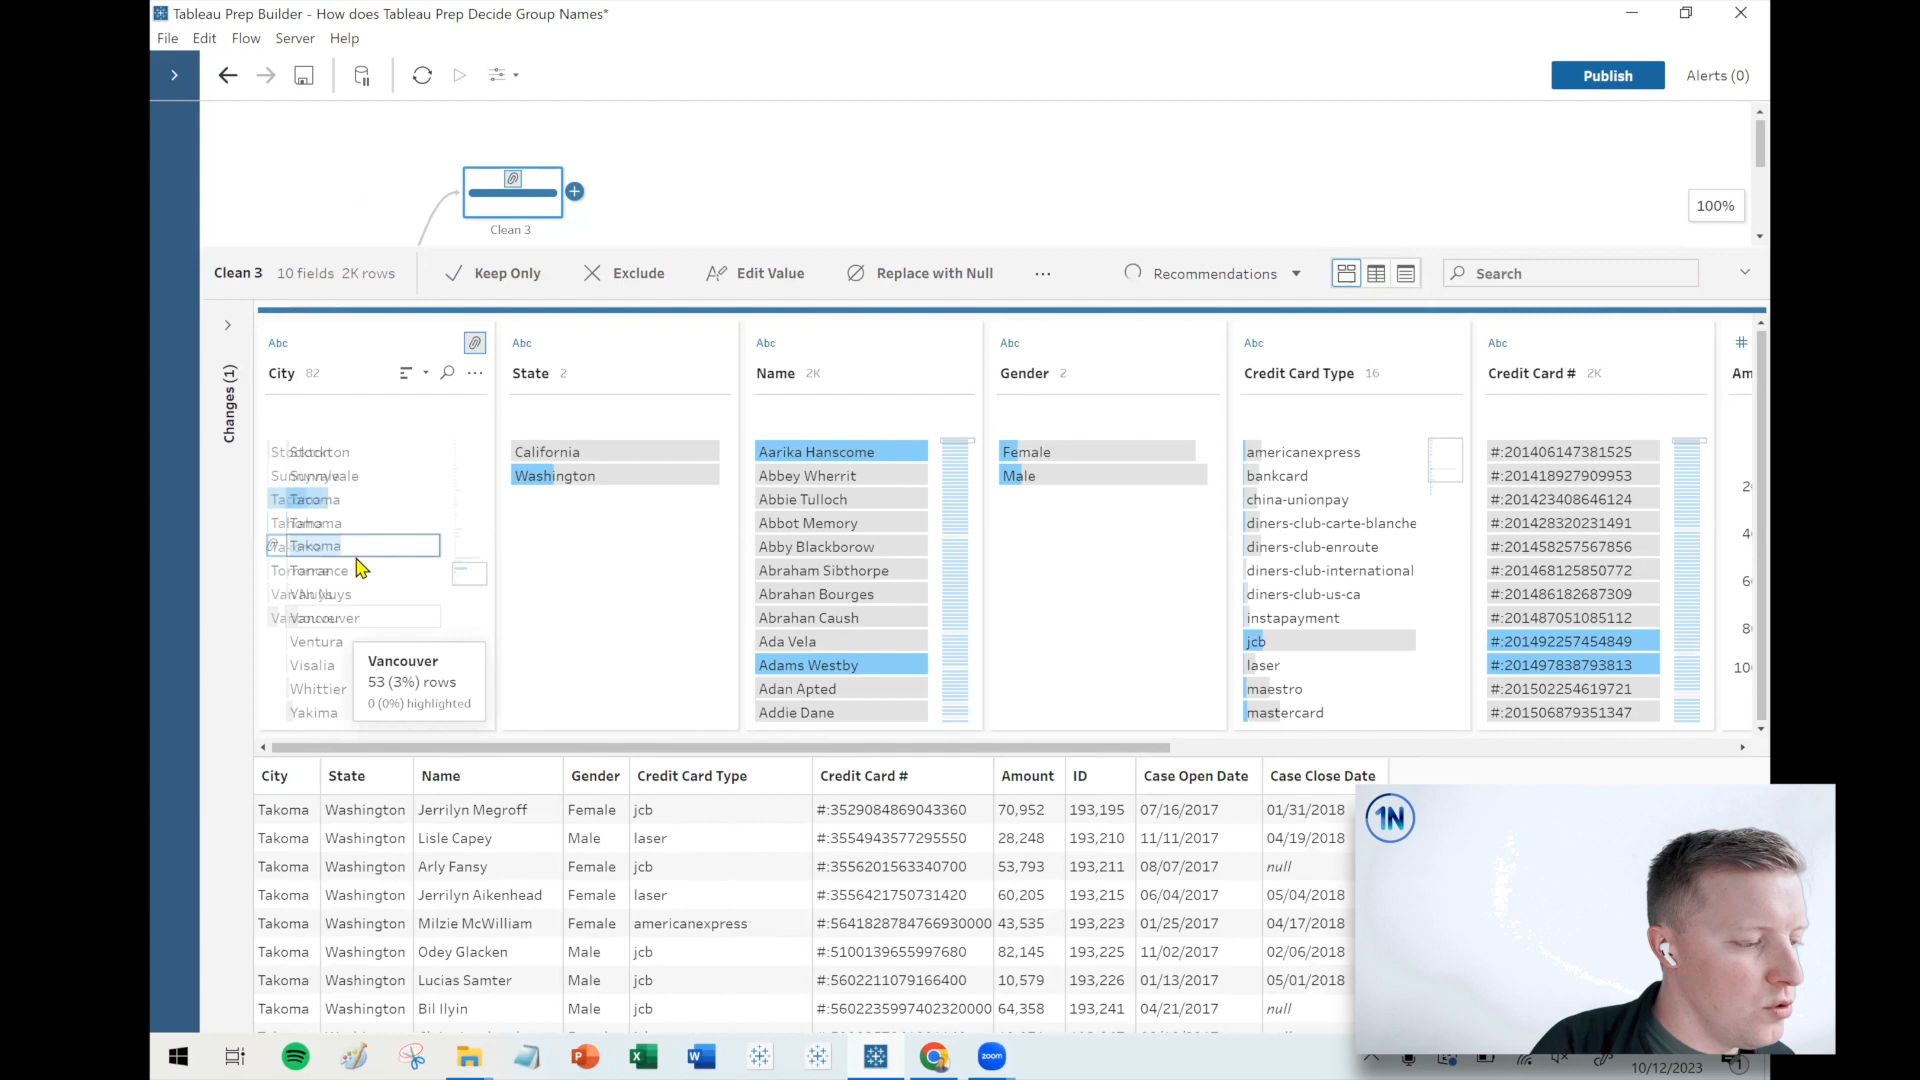 Tableau Prep Builder - How does Tableau Prep Decide Group Names*
File Edit Flow Server Help
Publish Alerts (0)
100%
Clean 3
Clean 3 10 fields 2K rows Keep Only Exclude Edit Value Replace with Null ... Recommendations Search
Changes (1)
Abc Abc Abc Abc Abc Abc #
City 82 State 2 Name 2K Gender 2 Credit Card Type 16 Credit Card # 2K Am
Stockton California Aarika Hanscome Female americanexpress #:201406147381525
Sunnyvale Washington Abbey Wherrit Male bankcard #:201418927909953
Tacoma Abbie Tulloch china-unionpay #:201423408646124
Tahoma Abbot Memory diners-club-carte-blanche #:201428320231491
Takoma Abby Blackborow diners-club-enroute #:201458257567856
Torrance Abraham Sibthorpe diners-club-international #:201468125850772
Van Nuys Abrahan Bourges diners-club-us-ca #:201486182687309
Vancouver Abrahan Caush instapayment #:201487051085112
Ventura Ada Vela jcb #:201492257454849
Visalia Adams Westby laser #:201497838793813
Whittier Adan Apted maestro #:201502254619721
Yakima Addie Dane mastercard #:201506879351347
Vancouver
53 (3%) rows
0 (0%) highlighted
City State Name Gender Credit Card Type Credit Card # Amount ID Case Open Date Case Close Date
Takoma Washington Jerrilyn Megroff Female jcb #:3529084869043360 70,952 193,195 07/16/2017 01/31/2018
Takoma Washington Lisle Capey Male laser #:3554943577295550 28,248 193,210 11/11/2017 04/19/2018
Takoma Washington Arly Fansy Female jcb #:3556201563340700 53,793 193,211 08/07/2017 null
Takoma Washington Jerrilyn Aikenhead Female laser #:3556421750731420 60,205 193,215 06/04/2017 05/04/2018
Takoma Washington Milzie McWilliam Female americanexpress #:5641828784766930000 43,535 193,223 01/25/2017 04/17/2018
Takoma Washington Odey Glacken Male jcb #:5100139655997680 82,145 193,225 11/02/2017 02/06/2018
Takoma Washington Lucias Samter Male jcb #:5602211079166400 10,579 193,226 01/13/2017 05/01/2018
Takoma Washington Bil Ilyin Male jcb #:5602235997402320000 64,358 193,241 04/21/2017 null
1N
zoom
10/12/2023